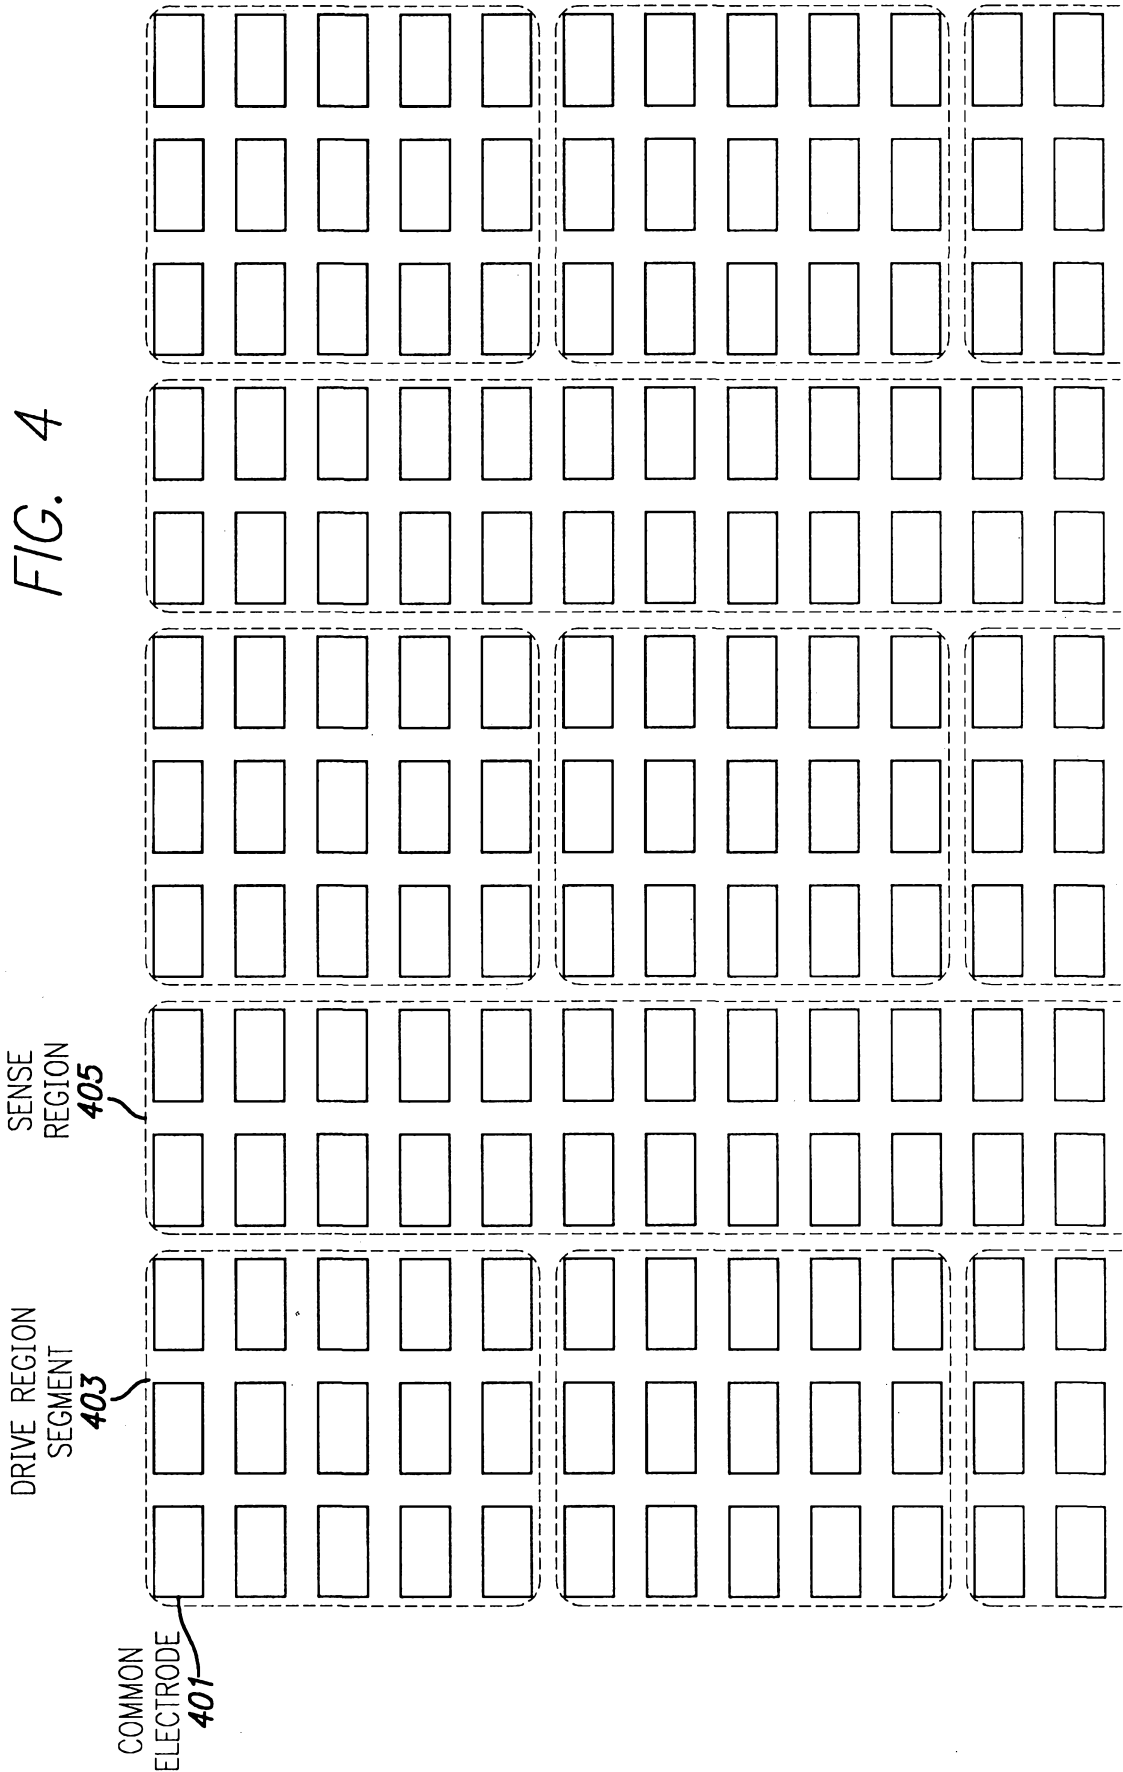 FIG. 4
COMMON
ELECTRODE
401
DRIVE REGION
SEGMENT
403
SENSE
REGION
405